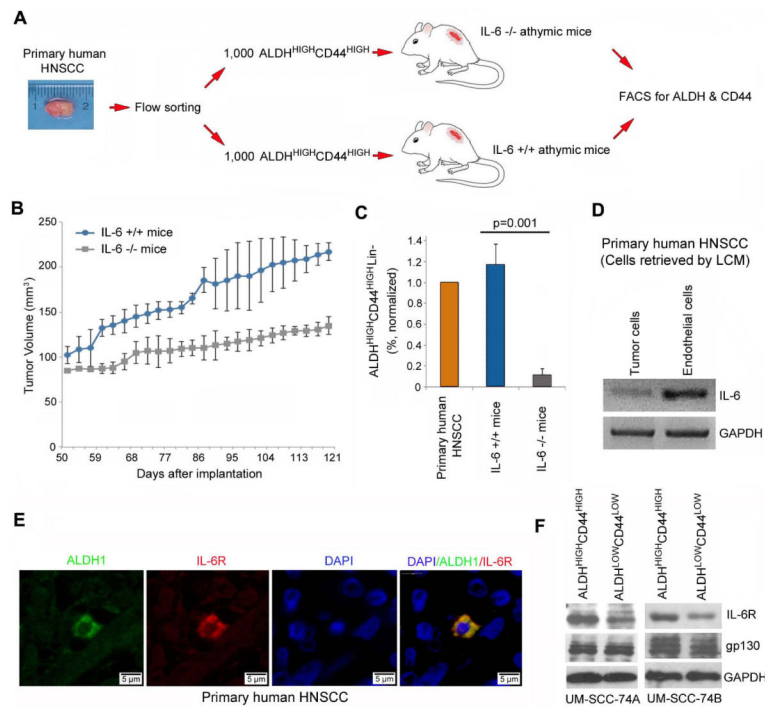 A
Primary human
HNSCC
1
2
Flow sorting
1,000 ALDHHIGHCD44HIGH
1,000 ALDHHIGHCD44HIGH
IL-6 -/- athymic mice
IL-6 +/+ athymic mice
FACS for ALDH & CD44
B
IL-6 +/+ mice
IL-6 -/- mice
Tumor Volume (mm3)
250
200
150
100
50
0
50 59 68 77 86 95 104 113 121
Days after implantation
C
p=0.001
ALDHHIGHCD44HIGHLin-
(%, normalized)
1.4
1.2
1.0
0.8
0.6
0.4
0.2
0
Primary human
HNSCC
IL-6 +/+ mice
IL-6 -/- mice
D
Primary human HNSCC
(Cells retrieved by LCM)
Tumor cells
Endothelial cells
IL-6
GAPDH
E
ALDH1
IL-6R
DAPI
DAPI/ALDH1/IL-6R
5 µm
5 µm
5 µm
5 µm
Primary human HNSCC
F
ALDHHIGHCD44HIGH
ALDHLOWCD44LOW
ALDHHIGHCD44HIGH
ALDHLOWCD44LOW
IL-6R
gp130
GAPDH
UM-SCC-74A
UM-SCC-74B